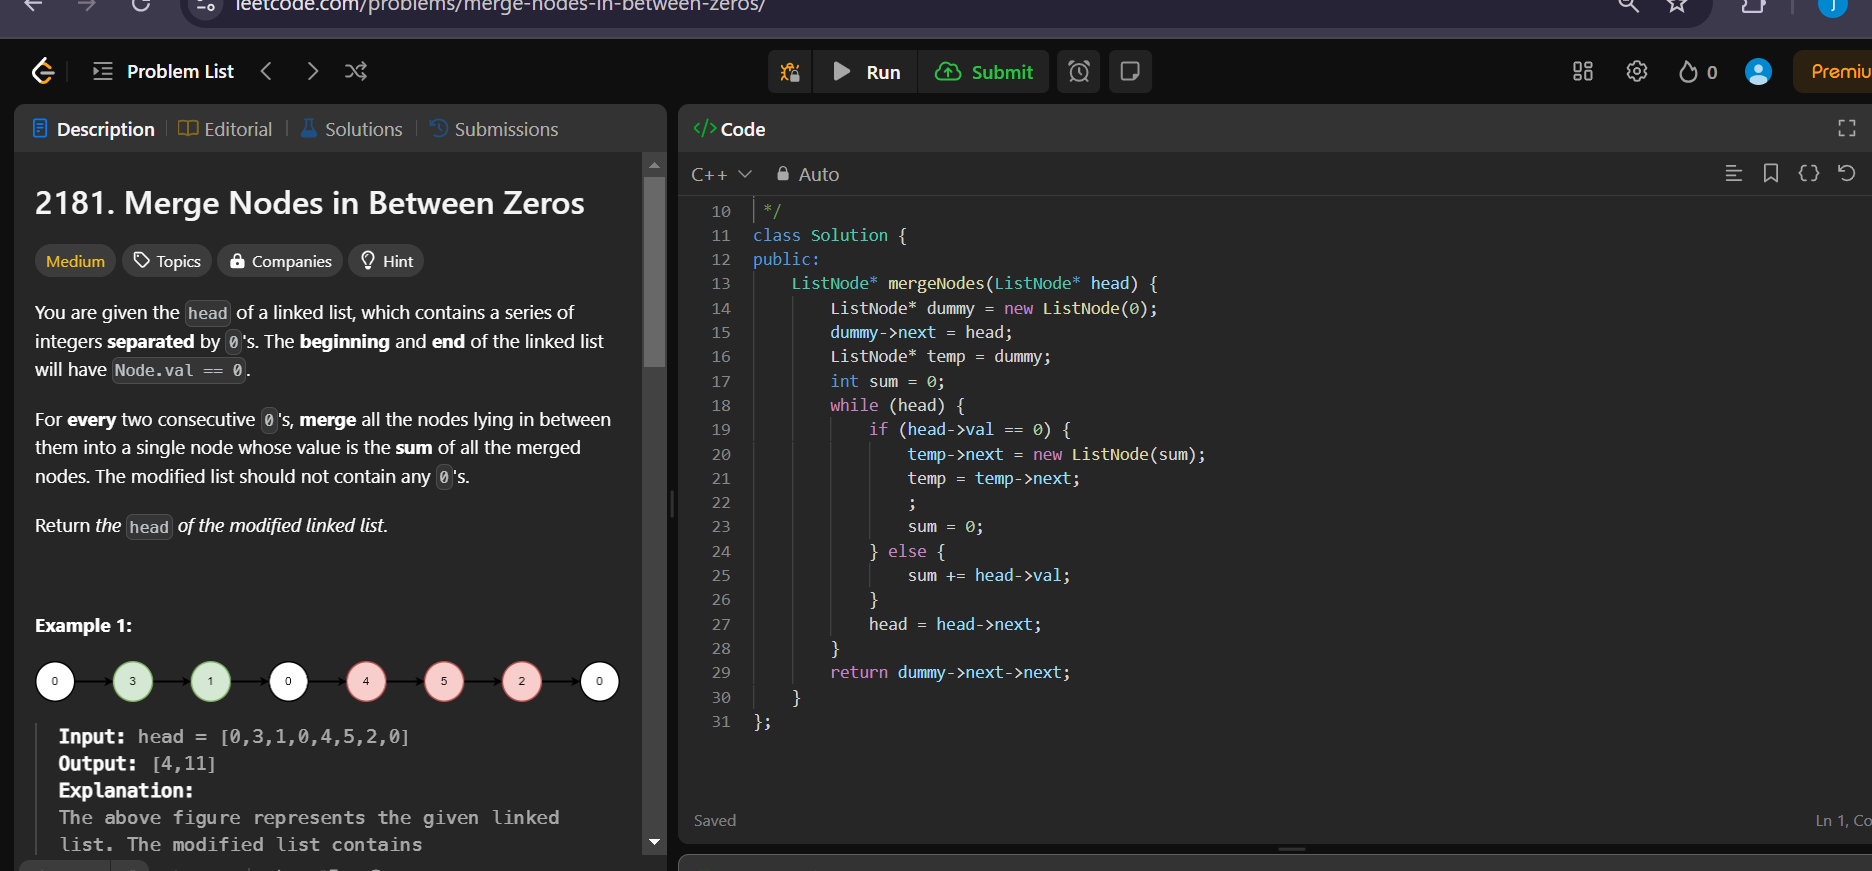 leetcode.com/problems/merge-nodes-in-between-zeros/
J
Problem List
Run
Submit
0
Premiu
Description
Editorial
Solutions
Submissions
2181. Merge Nodes in Between Zeros
Medium
Topics
Companies
Hint
You are given the head of a linked list, which contains a series of
integers separated by 0's. The beginning and end of the linked list
will have Node.val == 0.
For every two consecutive 0's, merge all the nodes lying in between
them into a single node whose value is the sum of all the merged
nodes. The modified list should not contain any 0's.
Return the head of the modified linked list.
Example 1:
0 3 1 0 4 5 2 0
Input: head = [0,3,1,0,4,5,2,0]
Output: [4,11]
Explanation:
The above figure represents the given linked
list. The modified list contains
</> Code
C++
Auto
10 */
11 class Solution {
12 public:
13 ListNode* mergeNodes(ListNode* head) {
14 ListNode* dummy = new ListNode(0);
15 dummy->next = head;
16 ListNode* temp = dummy;
17 int sum = 0;
18 while (head) {
19 if (head->val == 0) {
20 temp->next = new ListNode(sum);
21 temp = temp->next;
22 ;
23 sum = 0;
24 } else {
25 sum += head->val;
26 }
27 head = head->next;
28 }
29 return dummy->next->next;
30 }
31 };
Saved
Ln 1, Co